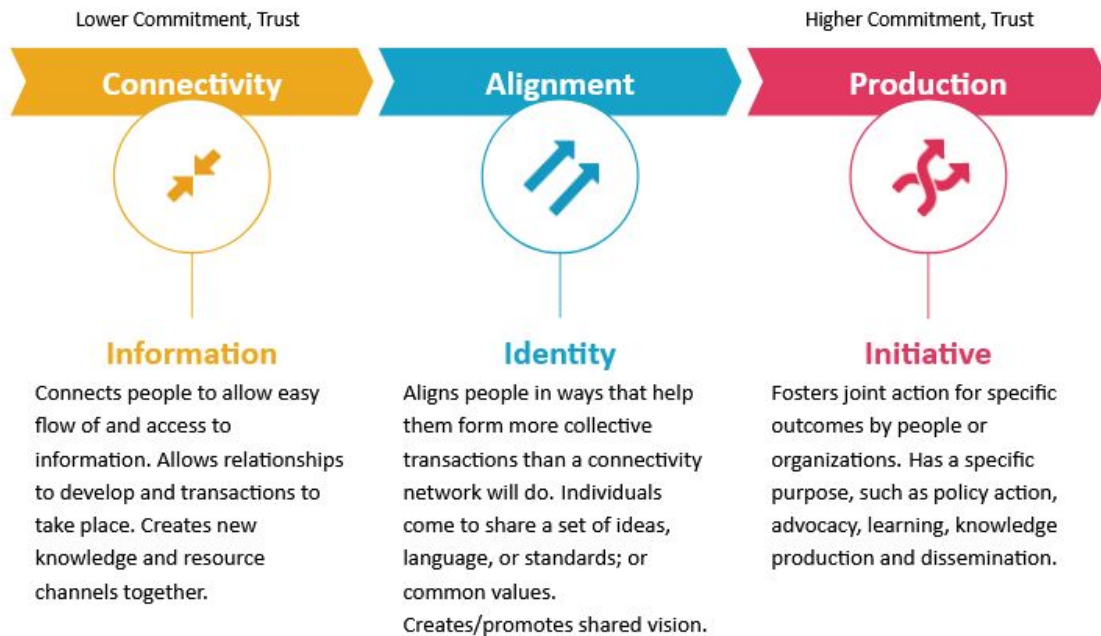 Lower Commitment, Trust
Higher Commitment, Trust
Connectivity
Alignment
Production
Information
Connects people to allow easy
flow of and access to
information. Allows relationships
to develop and transactions to
take place. Creates new
knowledge and resource
channels together.
Identity
Aligns people in ways that help
them form more collective
transactions than a connectivity
network will do. Individuals
come to share a set of ideas,
language, or standards; or
common values.
Creates/promotes shared vision.
Initiative
Fosters joint action for specific
outcomes by people or
organizations. Has a specific
purpose, such as policy action,
advocacy, learning, knowledge
production and dissemination.